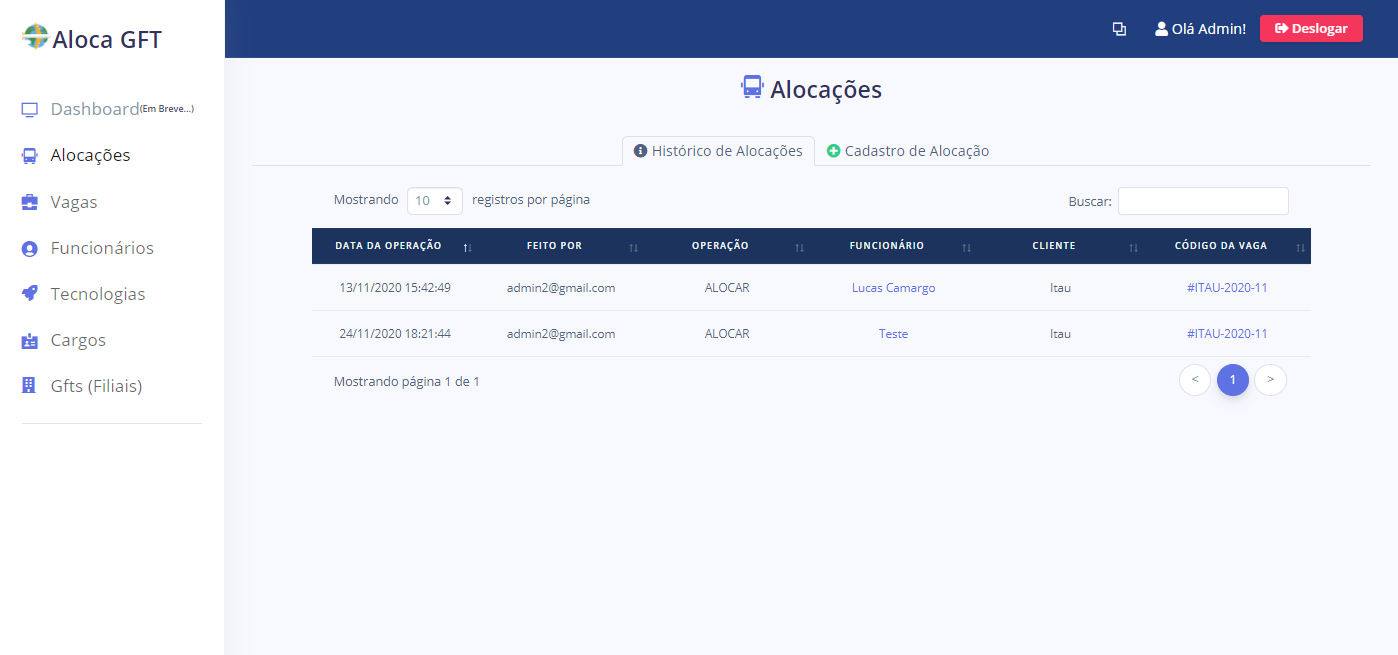 Aloca GFT
Olá Admin!
Deslogar
Dashboard(Em Breve...)
Alocações
Vagas
Funcionários
Tecnologias
Cargos
Gfts (Filiais)
Alocações
Histórico de Alocações
Cadastro de Alocação
Mostrando 10 registros por página
Buscar:
DATA DA OPERAÇÃO FEITO POR OPERAÇÃO FUNCIONÁRIO CLIENTE CÓDIGO DA VAGA
13/11/2020 15:42:49 admin2@gmail.com ALOCAR Lucas Camargo Itau #ITAU-2020-11
24/11/2020 18:21:44 admin2@gmail.com ALOCAR Teste Itau #ITAU-2020-11
Mostrando página 1 de 1
< 1 >